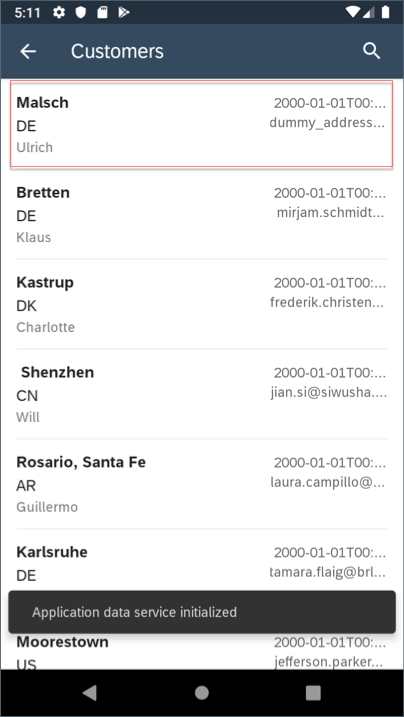 5:11
Customers
Malsch 2000-01-01T00:...
DE dummy_address...
Ulrich
Bretten 2000-01-01T00:...
DE mirjam.schmidt...
Klaus
Kastrup 2000-01-01T00:...
DK frederik.christen...
Charlotte
Shenzhen 2000-01-01T00:...
CN jian.si@siwusha....
Will
Rosario, Santa Fe 2000-01-01T00:...
AR laura.campillo@...
Guillermo
Karlsruhe 2000-01-01T00:...
DE tamara.flaig@brl...
Application data service initialized
Moorestown 2000-01-01T00:...
US jefferson.parker...